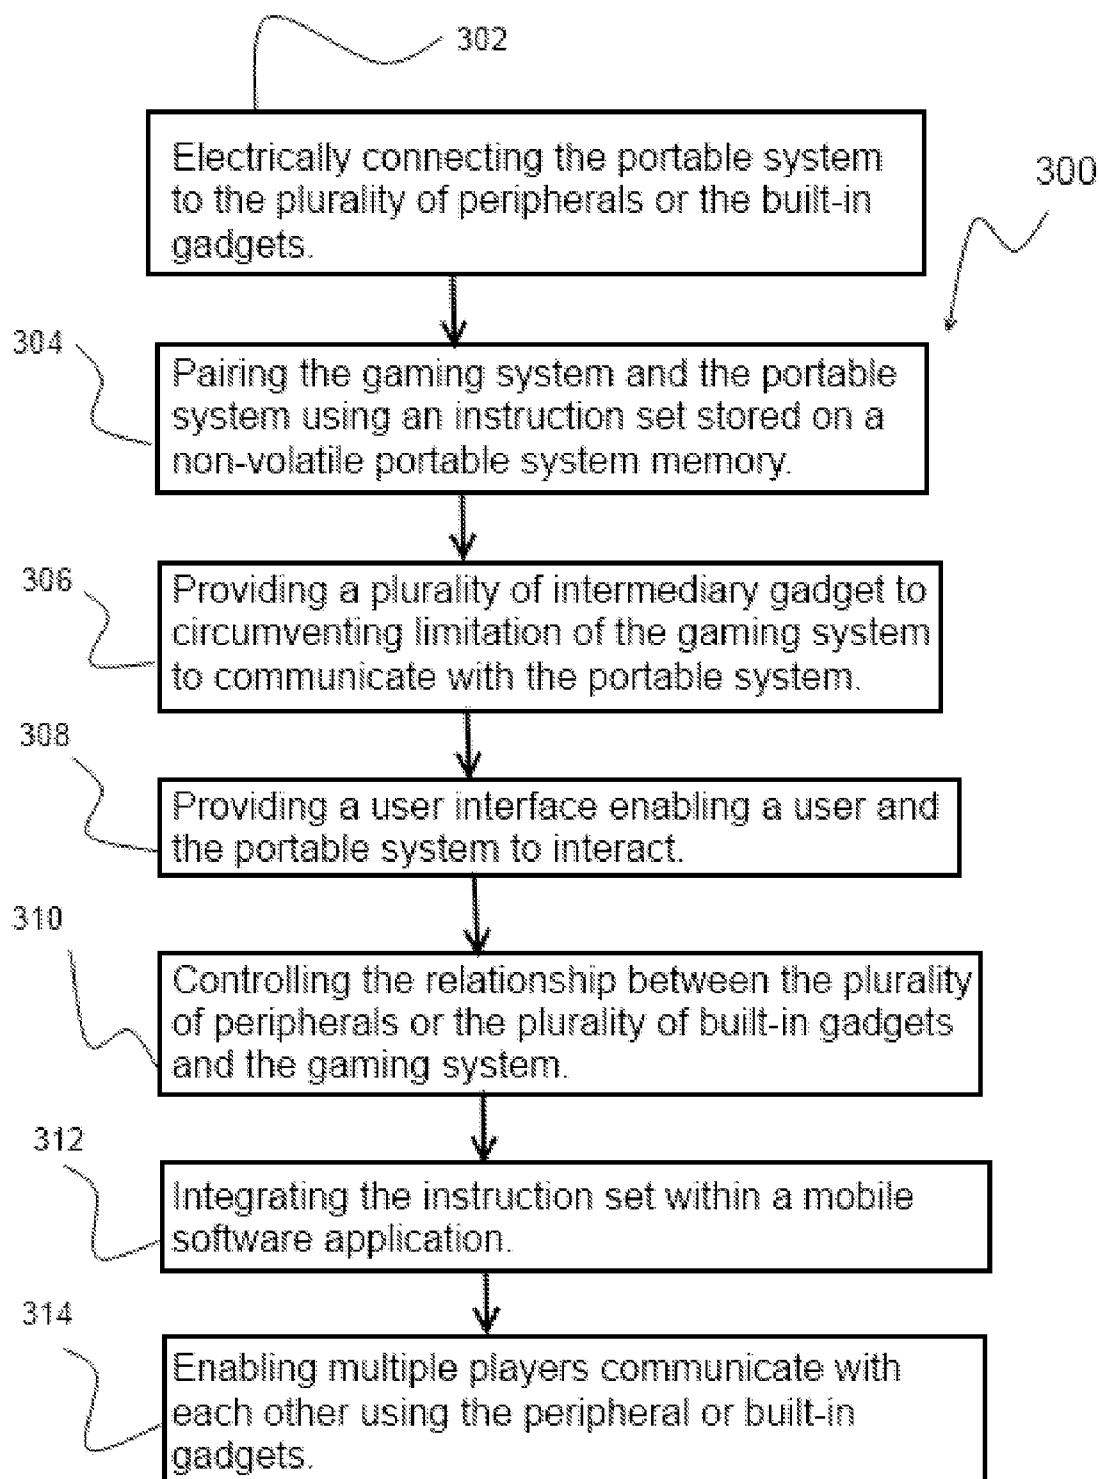 302
Electrically connecting the portable system
to the plurality of peripherals or the built-in
gadgets.
300
304
Pairing the gaming system and the portable
system using an instruction set stored on a
non-volatile portable system memory.
306
Providing a plurality of intermediary gadget to
circumventing limitation of the gaming system
to communicate with the portable system.
308
Providing a user interface enabling a user and
the portable system to interact.
310
Controlling the relationship between the plurality
of peripherals or the plurality of built-in gadgets
and the gaming system.
312
Integrating the instruction set within a mobile
software application.
314
Enabling multiple players communicate with
each other using the peripheral or built-in
gadgets.